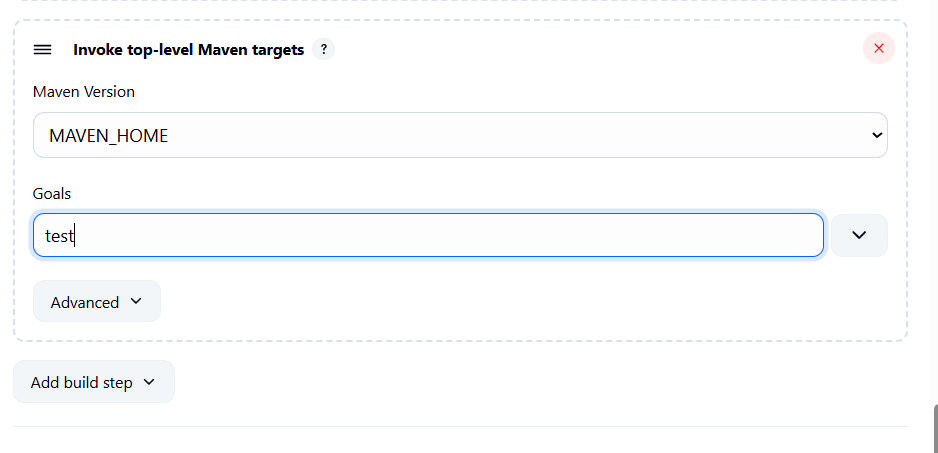 Invoke top-level Maven targets ?
Maven Version
MAVEN_HOME
Goals
test
Advanced
Add build step